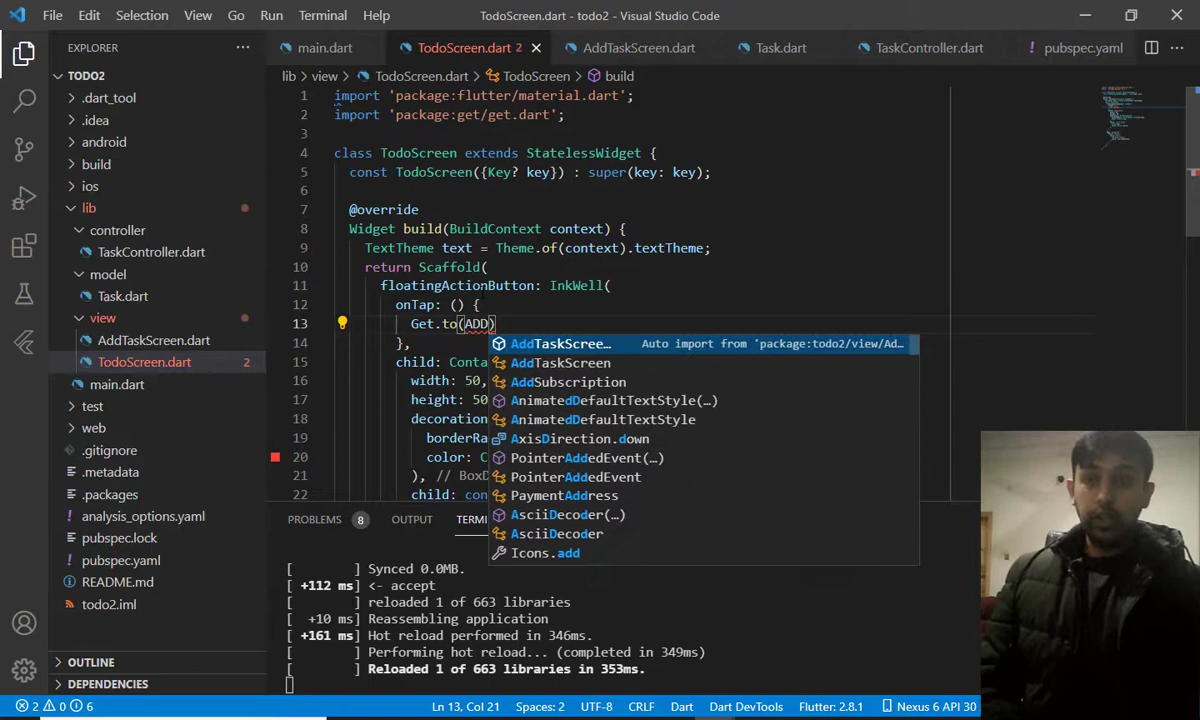 File Edit Selection View Go Run Terminal Help TodoScreen.dart - todo2 - Visual Studio Code
EXPLORER ...
main.dart TodoScreen.dart 2 AddTaskScreen.dart Task.dart TaskController.dart ! pubspec.yaml ...
TODO2
.dart_tool
.idea
android
build
ios
lib
controller
TaskController.dart
model
Task.dart
view
AddTaskScreen.dart
TodoScreen.dart 2
main.dart
test
web
.gitignore
.metadata
.packages
analysis_options.yaml
pubspec.lock
pubspec.yaml
README.md
todo2.iml
OUTLINE
DEPENDENCIES
lib > view > TodoScreen.dart > TodoScreen > build
1 import 'package:flutter/material.dart';
2 import 'package:get/get.dart';
3
4 class TodoScreen extends StatelessWidget {
5 const TodoScreen({Key? key}) : super(key: key);
6
7 @override
8 Widget build(BuildContext context) {
9 TextTheme text = Theme.of(context).textTheme;
10 return Scaffold(
11 floatingActionButton: InkWell(
12 onTap: () {
13 Get.to(ADD)
14 },
15 child: Conta
16 width: 50,
17 height: 50
18 decoration
19 borderRa
20 color: C
21 ), // BoxD
22 child: con
AddTaskScree… Auto import from 'package:todo2/view/Ad…
AddTaskScreen
AddSubscription
AnimatedDefaultTextStyle(…)
AnimatedDefaultTextStyle
AxisDirection.down
PointerAddedEvent(…)
PointerAddedEvent
PaymentAddress
AsciiDecoder(…)
AsciiDecoder
Icons.add
PROBLEMS 8 OUTPUT TERMI
[ ] Synced 0.0MB.
[ +112 ms] <- accept
[ ] reloaded 1 of 663 libraries
[ +10 ms] Reassembling application
[ +161 ms] Hot reload performed in 346ms.
[ ] Performing hot reload... (completed in 349ms)
[ ] Reloaded 1 of 663 libraries in 353ms.
2 0 6 Ln 13, Col 21 Spaces: 2 UTF-8 CRLF Dart Dart DevTools Flutter: 2.8.1 Nexus 6 API 30